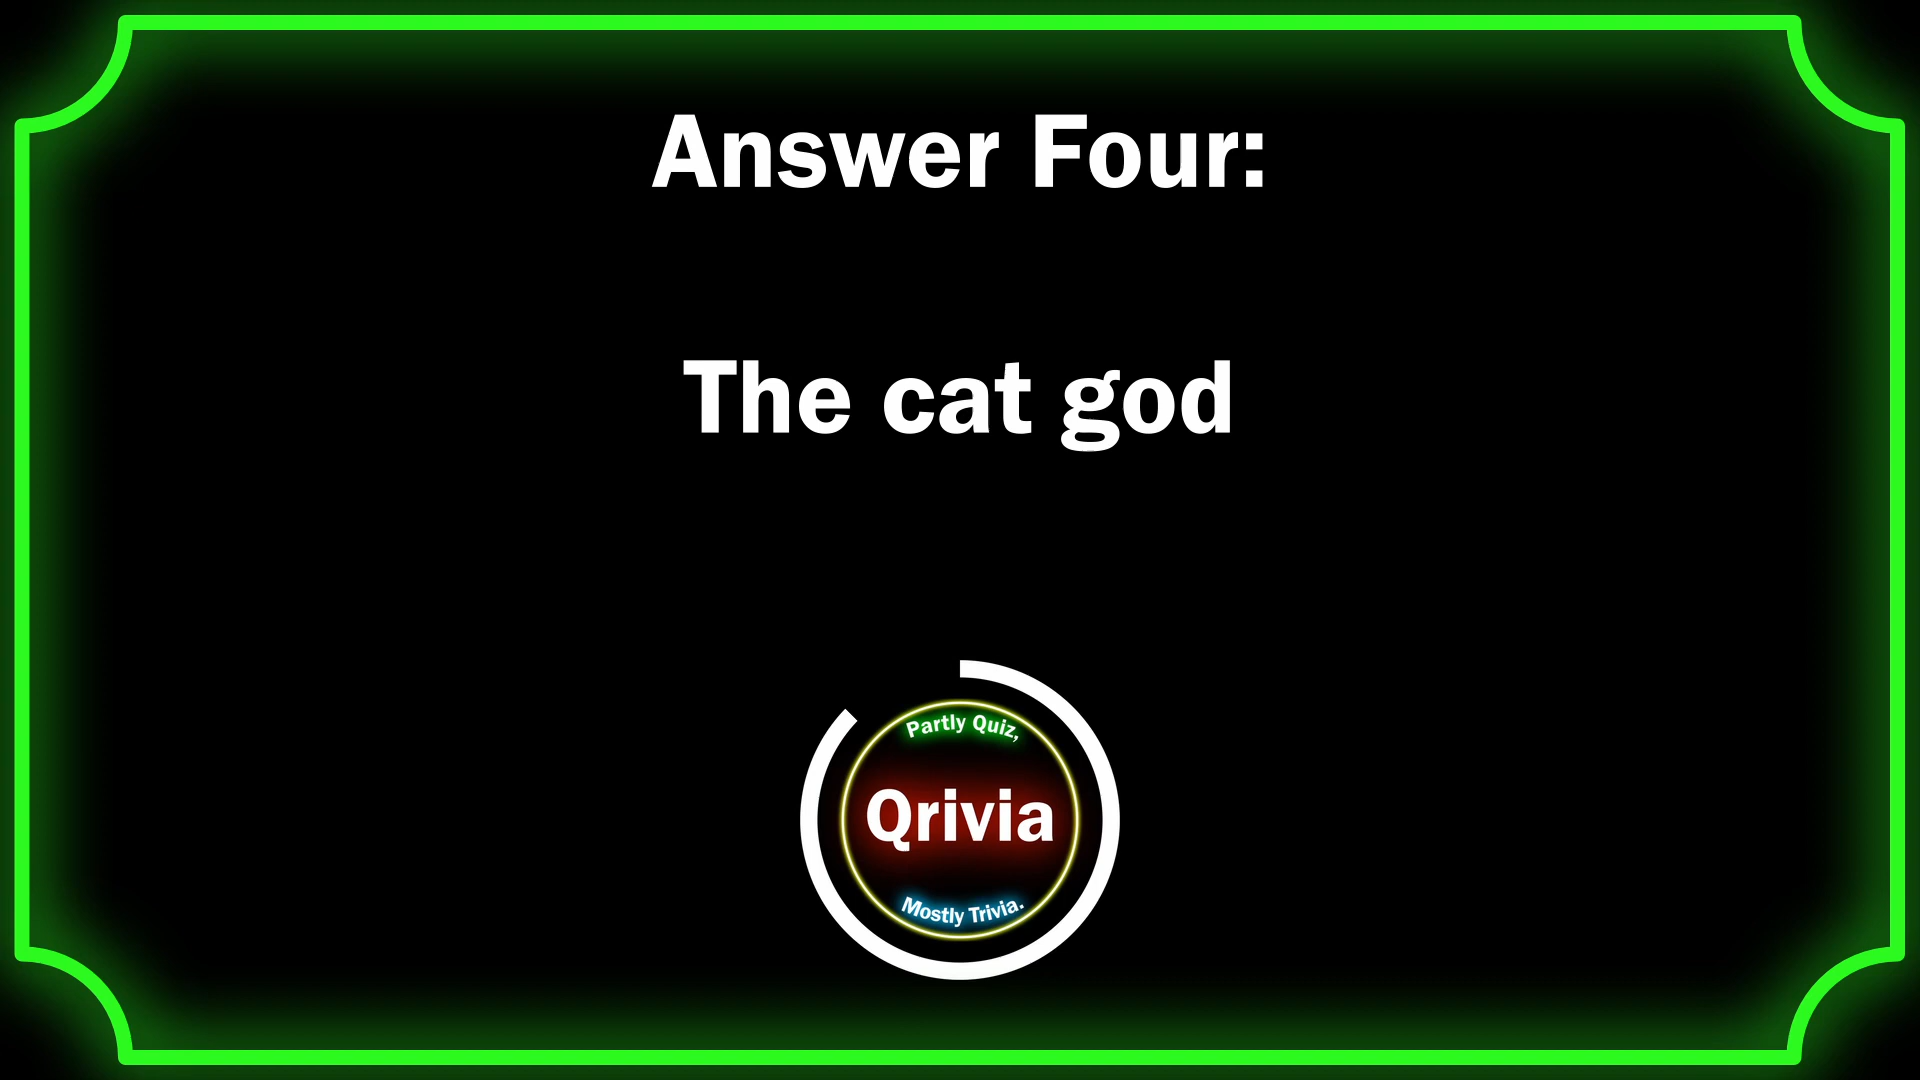 Answer Four:
The cat god
Partly Quiz,
Qrivia
Mostly Trivia.